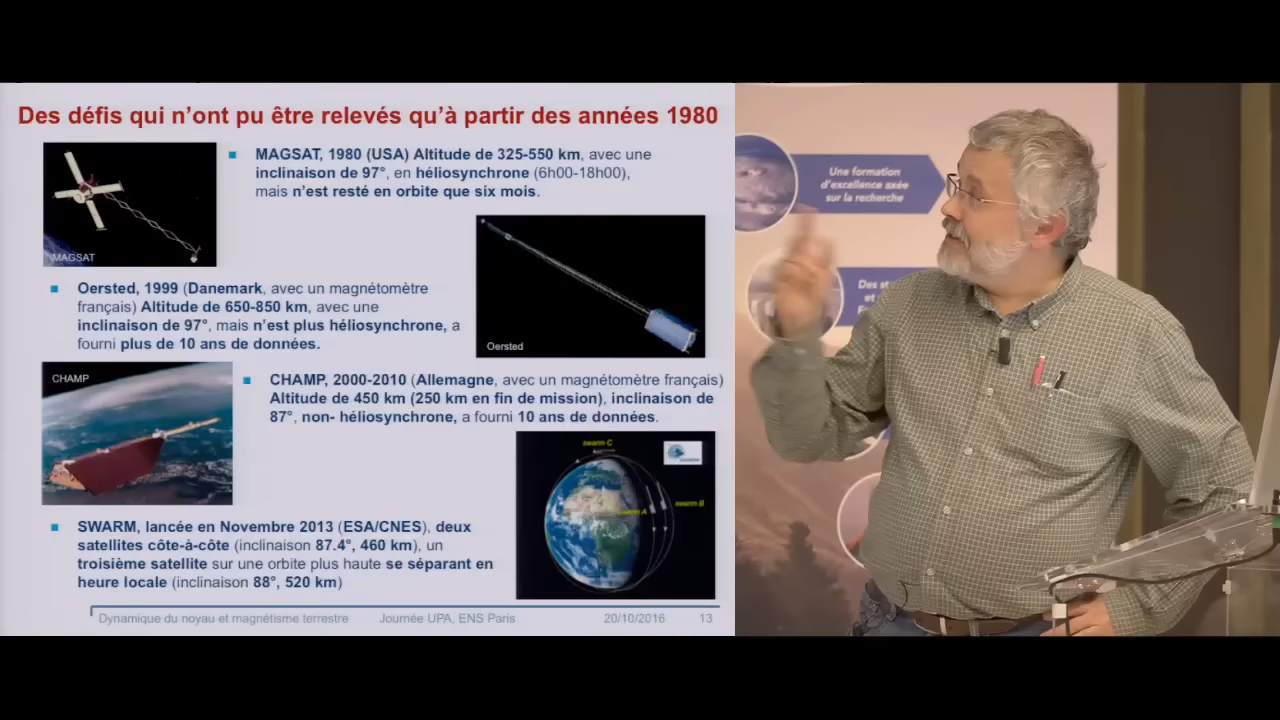 Des défis qui n'ont pu être relevés qu'à partir des années 1980
MAGSAT, 1980 (USA) Altitude de 325-550 km, avec une
inclinaison de 97°, en héliosynchrone (6h00-18h00),
mais n'est resté en orbite que six mois.
MAGSAT
Oersted, 1999 (Danemark, avec un magnétomètre
français) Altitude de 650-850 km, avec une
inclinaison de 97°, mais n'est plus héliosynchrone, a
fourni plus de 10 ans de données.
Oersted
CHAMP
CHAMP, 2000-2010 (Allemagne, avec un magnétomètre français)
Altitude de 450 km (250 km en fin de mission), inclinaison de
87°, non- héliosynchrone, a fourni 10 ans de données.
swarm C
swarm B
swarm A
SWARM, lancée en Novembre 2013 (ESA/CNES), deux
satellites côte-à-côte (inclinaison 87.4°, 460 km), un
troisième satellite sur une orbite plus haute se séparant en
heure locale (inclinaison 88°, 520 km)
Dynamique du noyau et magnétisme terrestre
Journée UPA, ENS Paris
20/10/2016
13
Une formation
d'excellence axée
sur la recherche
Des
et